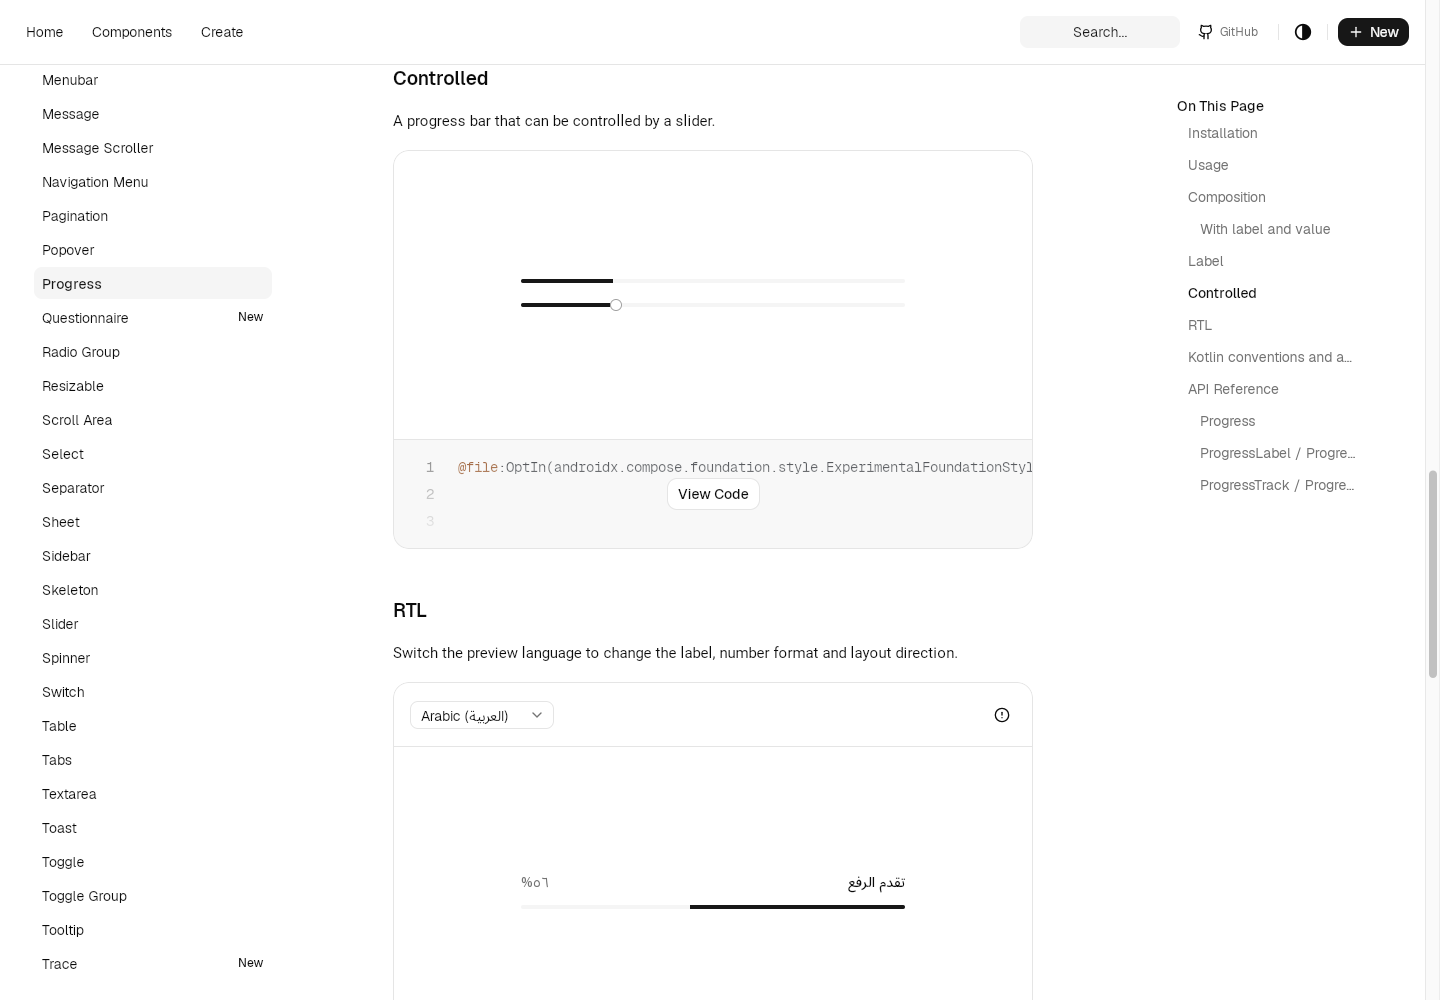 Home
Components
Create
Search...
GitHub
New
Menubar
Message
Message Scroller
Navigation Menu
Pagination
Popover
Progress
Questionnaire New
Radio Group
Resizable
Scroll Area
Select
Separator
Sheet
Sidebar
Skeleton
Slider
Spinner
Switch
Table
Tabs
Textarea
Toast
Toggle
Toggle Group
Tooltip
Trace New
Controlled
A progress bar that can be controlled by a slider.
1 @file:OptIn(androidx.compose.foundation.style.ExperimentalFoundationStyl
2
3
View Code
RTL
Switch the preview language to change the label, number format and layout direction.
Arabic (العربية)
تقدم الرفع
%٥٦
On This Page
Installation
Usage
Composition
With label and value
Label
Controlled
RTL
Kotlin conventions and a...
API Reference
Progress
ProgressLabel / Progre...
ProgressTrack / Progre...